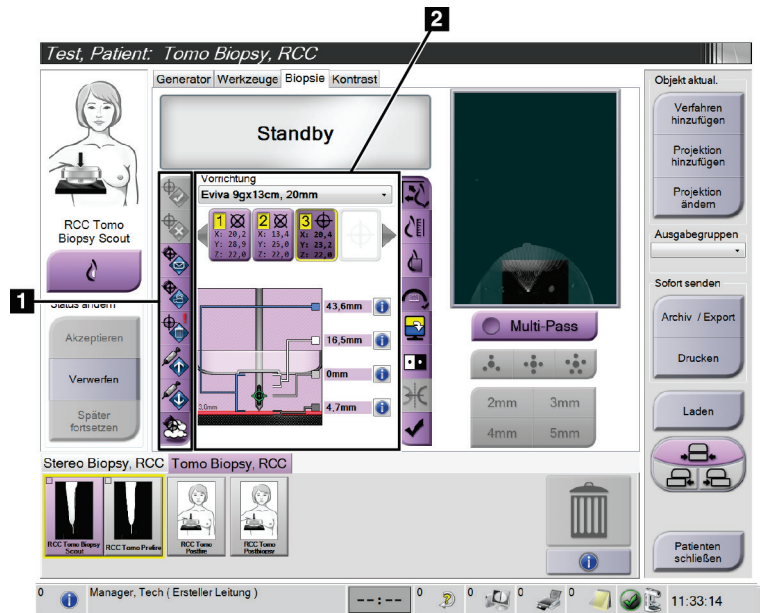 2
Test, Patient: Tomo Biopsy, RCC
Generator Werkzeuge Biopsie Kontrast
Standby
RCC Tomo
Biopsy Scout
1
Akzeptieren
Verwerfen
Später
fortsetzen
Vorrichtung
Eviva 9gx13cm, 20mm
1
X: 20,2
Y: 28,9
Z: 22,0
2
X: 13,4
Y: 25,0
Z: 22,0
3
X: 20,4
Y: 23,2
Z: 22,0
43,6mm
16,5mm
0mm
4,7mm
Multi-Pass
2mm 3mm
4mm 5mm
Objekt aktual.
Verfahren
hinzufügen
Projektion
hinzufügen
Projektion
ändern
Ausgabegruppen
Sofort senden
Archiv / Export
Drucken
Laden
Patienten
schließen
Stereo Biopsy, RCC Tomo Biopsy, RCC
RCC Tomo Biopsy
Scout
RCC Tomo Prefire
RCC Tomo
Postfire
RCC Tomo
Postbiopsy
0 Manager, Tech ( Ersteller Leitung ) --:-- 0 0 0 0 11:33:14